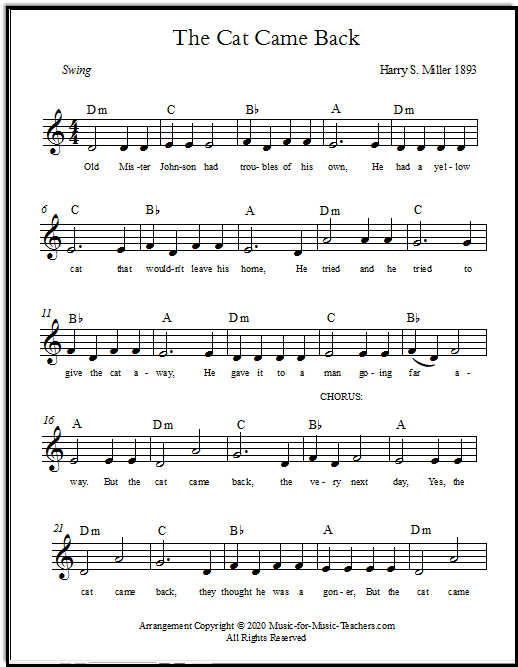 The Cat Came Back
Swing
Harry S. Miller 1893
Dm C B♭ A Dm
4
4
Old Mis-ter John-son had trou-bles of his own, He had a yel-low
6 C B♭ A Dm C
cat that would-n't leave his home, He tried and he tried to
11 B♭ A Dm C B♭
give the cat a-way, He gave it to a man go-ing far a-
CHORUS:
16 A Dm C B♭ A
way. But the cat came back, the ve-ry next day, Yes, the
21 Dm C B♭ A Dm
cat came back, they thought he was a gon-er, But the cat came
Arrangement Copyright © 2020 Music-for-Music-Teachers.com
All Rights Reserved